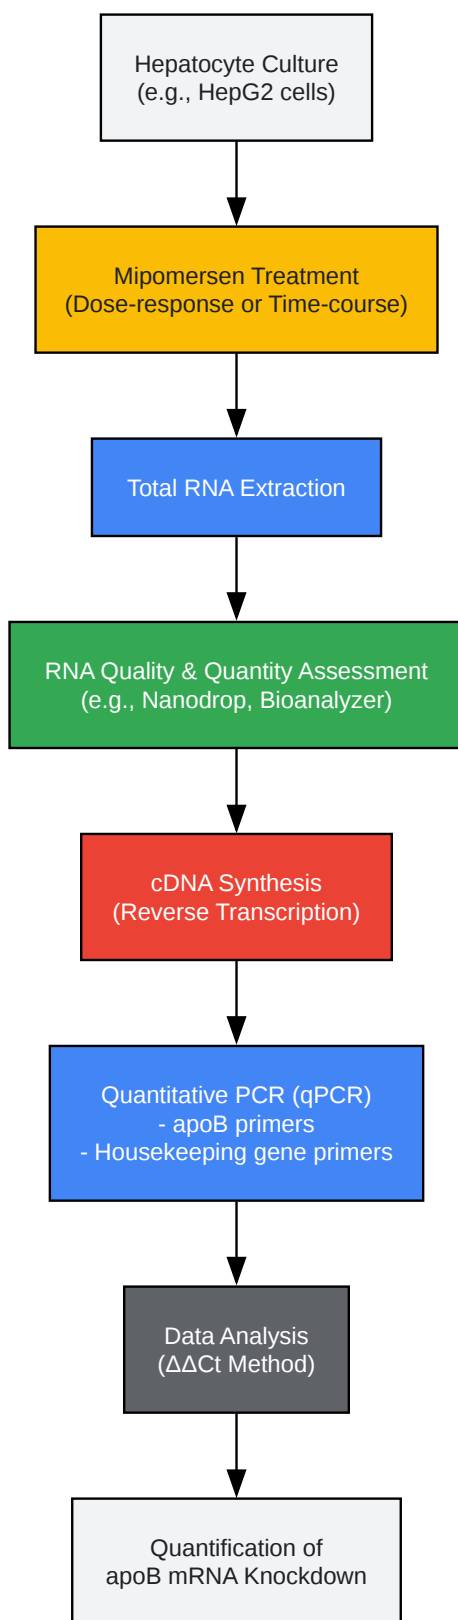 Hepatocyte Culture
(e.g., HepG2 cells)
Mipomersen Treatment
(Dose-response or Time-course)
Total RNA Extraction
RNA Quality & Quantity Assessment
(e.g., Nanodrop, Bioanalyzer)
cDNA Synthesis
(Reverse Transcription)
Quantitative PCR (qPCR)
- apoB primers
- Housekeeping gene primers
Data Analysis
(ΔΔCt Method)
Quantification of
apoB mRNA Knockdown